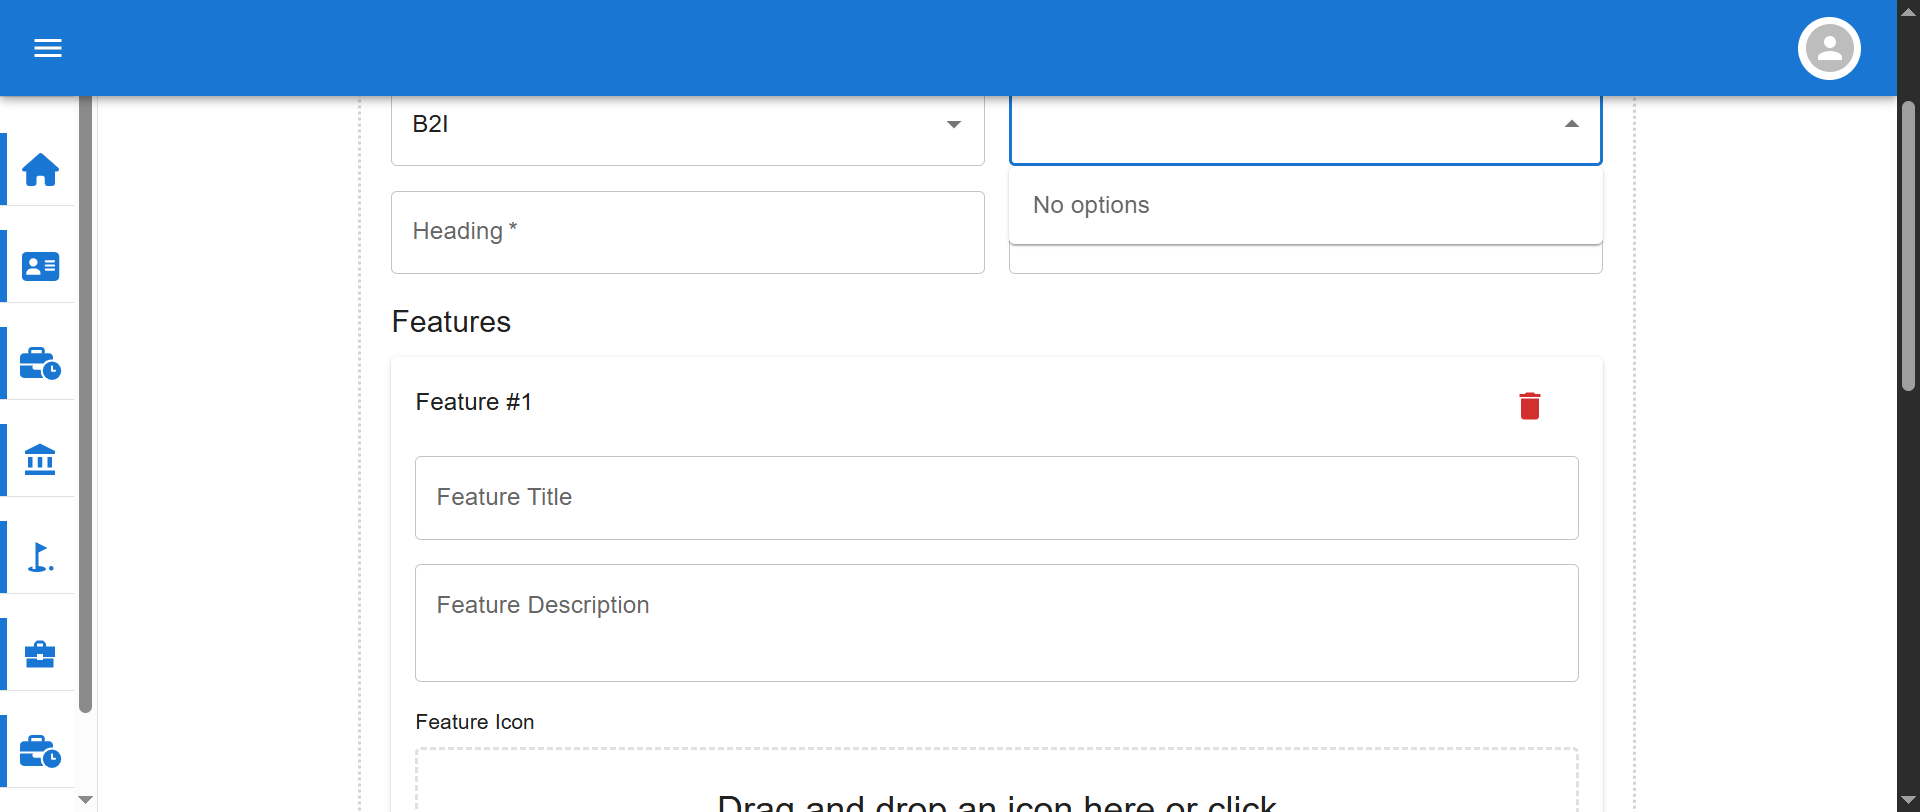 B2I
No options
Heading *
Features
Feature #1
Feature Title
Feature Description
Feature Icon
Drag and drop an icon here or click